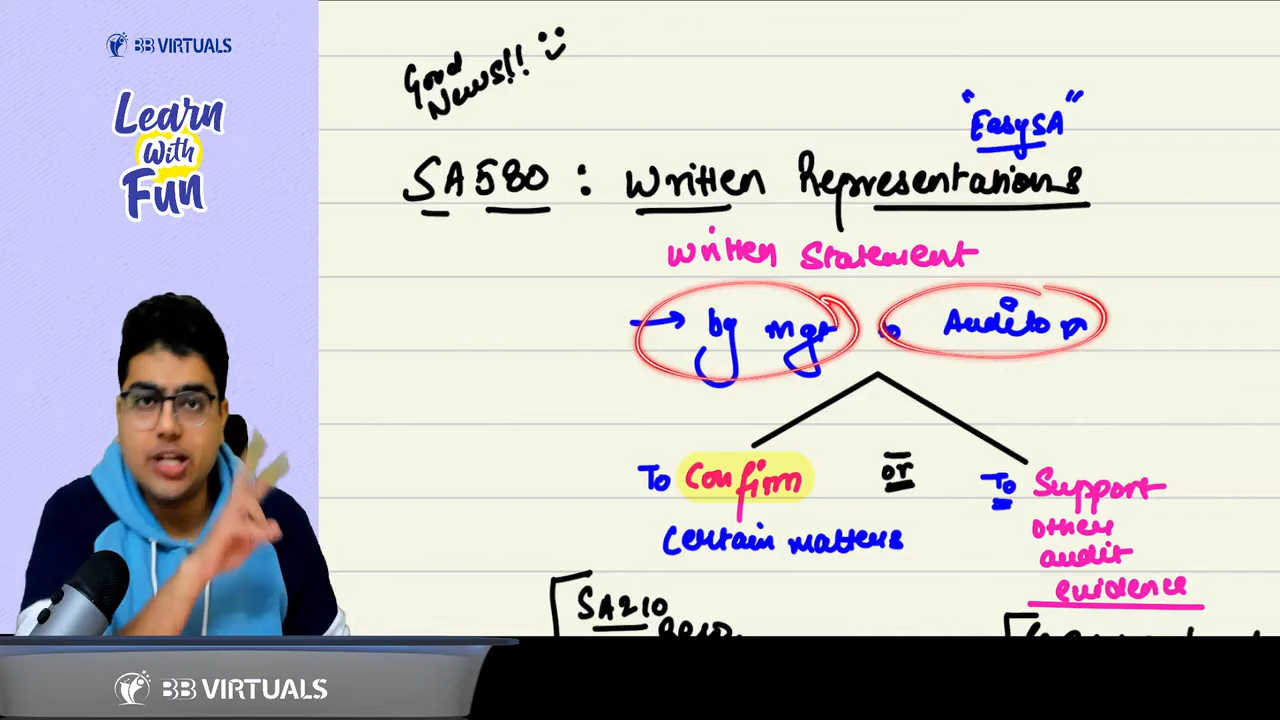 BB VIRTUALS
Learn
With
Fun
Good
News!!
"EasySA"
SA580 : Written Representations
Written Statement
→ by mgt to Auditor
To Confirm
certain matters
or
To Support
other
audit
evidence
SA210
BB VIRTUALS